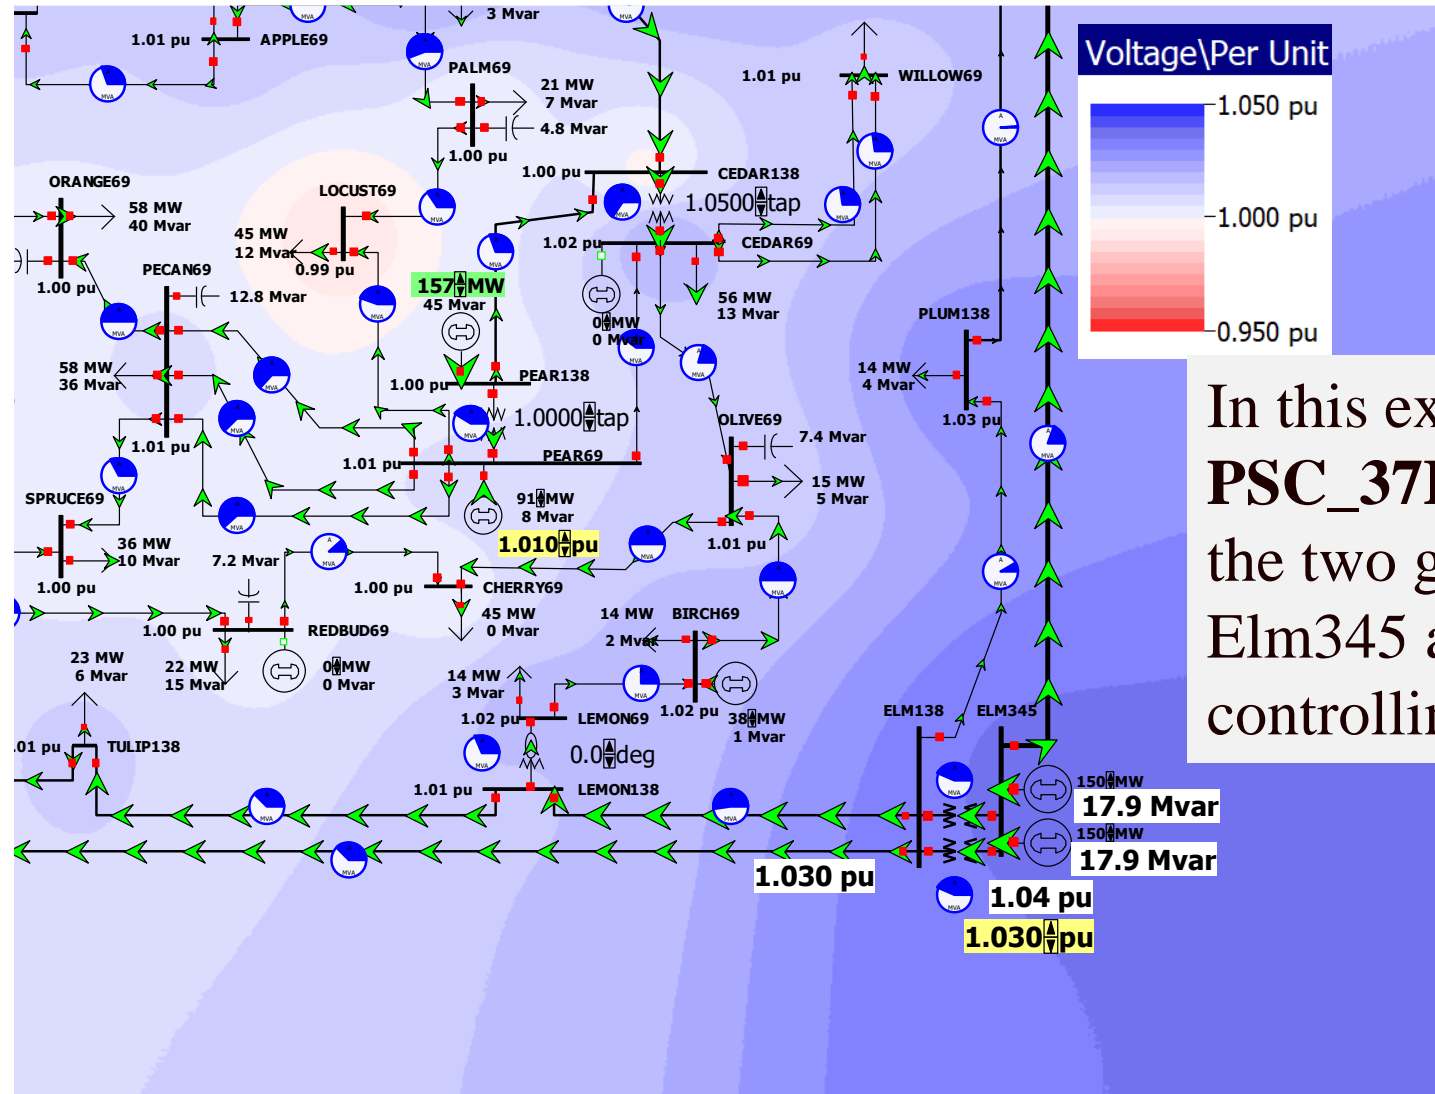 3 Mvar
1.01 pu
APPLE69
PALM69
21 MW
7 Mvar
4.8 Mvar
1.00 pu
1.01 pu
WILLOW69
Voltage\Per Unit
1.050 pu
1.000 pu
0.950 pu
ORANGE69
58 MW
40 Mvar
1.00 pu
LOCUST69
45 MW
12 Mvar
0.99 pu
1.00 pu
CEDAR138
1.0500 tap
1.02 pu
CEDAR69
0 MW
0 Mvar
56 MW
13 Mvar
PECAN69
12.8 Mvar
58 MW
36 Mvar
1.01 pu
157 MW
45 Mvar
1.00 pu
PEAR138
1.0000 tap
1.01 pu
PEAR69
91 MW
8 Mvar
1.010 pu
PLUM138
14 MW
4 Mvar
1.03 pu
In this ex
PSC_37
the two g
Elm345 a
controllin
OLIVE69
7.4 Mvar
15 MW
5 Mvar
1.01 pu
SPRUCE69
36 MW
10 Mvar
1.00 pu
7.2 Mvar
1.00 pu
REDBUD69
22 MW
15 Mvar
0 MW
0 Mvar
1.00 pu
CHERRY69
45 MW
0 Mvar
14 MW
2 Mvar
BIRCH69
1.02 pu
38 MW
1 Mvar
23 MW
6 Mvar
.01 pu
TULIP138
14 MW
3 Mvar
1.02 pu
LEMON69
0.0 deg
1.01 pu
LEMON138
ELM138
ELM345
150 MW
17.9 Mvar
150 MW
17.9 Mvar
1.030 pu
1.04 pu
1.030 pu
A
MVA
A
MVA
A
MVA
A
MVA
A
MVA
A
MVA
A
MVA